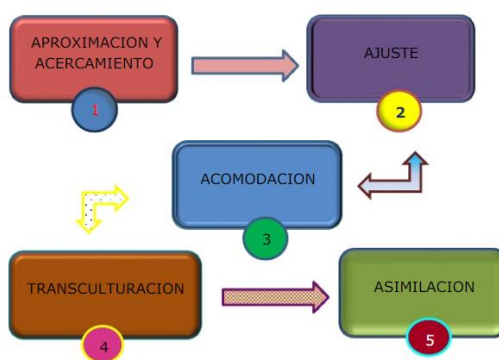 APROXIMACION Y
ACERCAMIENTO
1
AJUSTE
2
ACOMODACION
3
TRANSCULTURACION
4
ASIMILACION
5